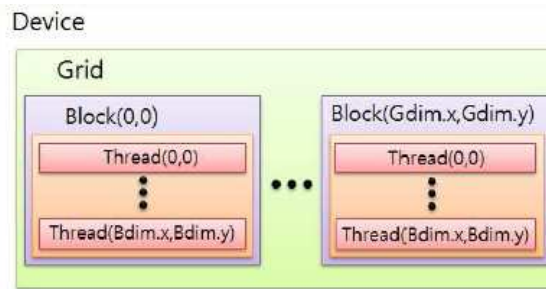 Device
Grid
Block(0,0)
Thread(0,0)
Thread(Bdim.x,Bdim.y)
Block(Gdim.x,Gdim.y)
Thread(0,0)
Thread(Bdim.x,Bdim.y)